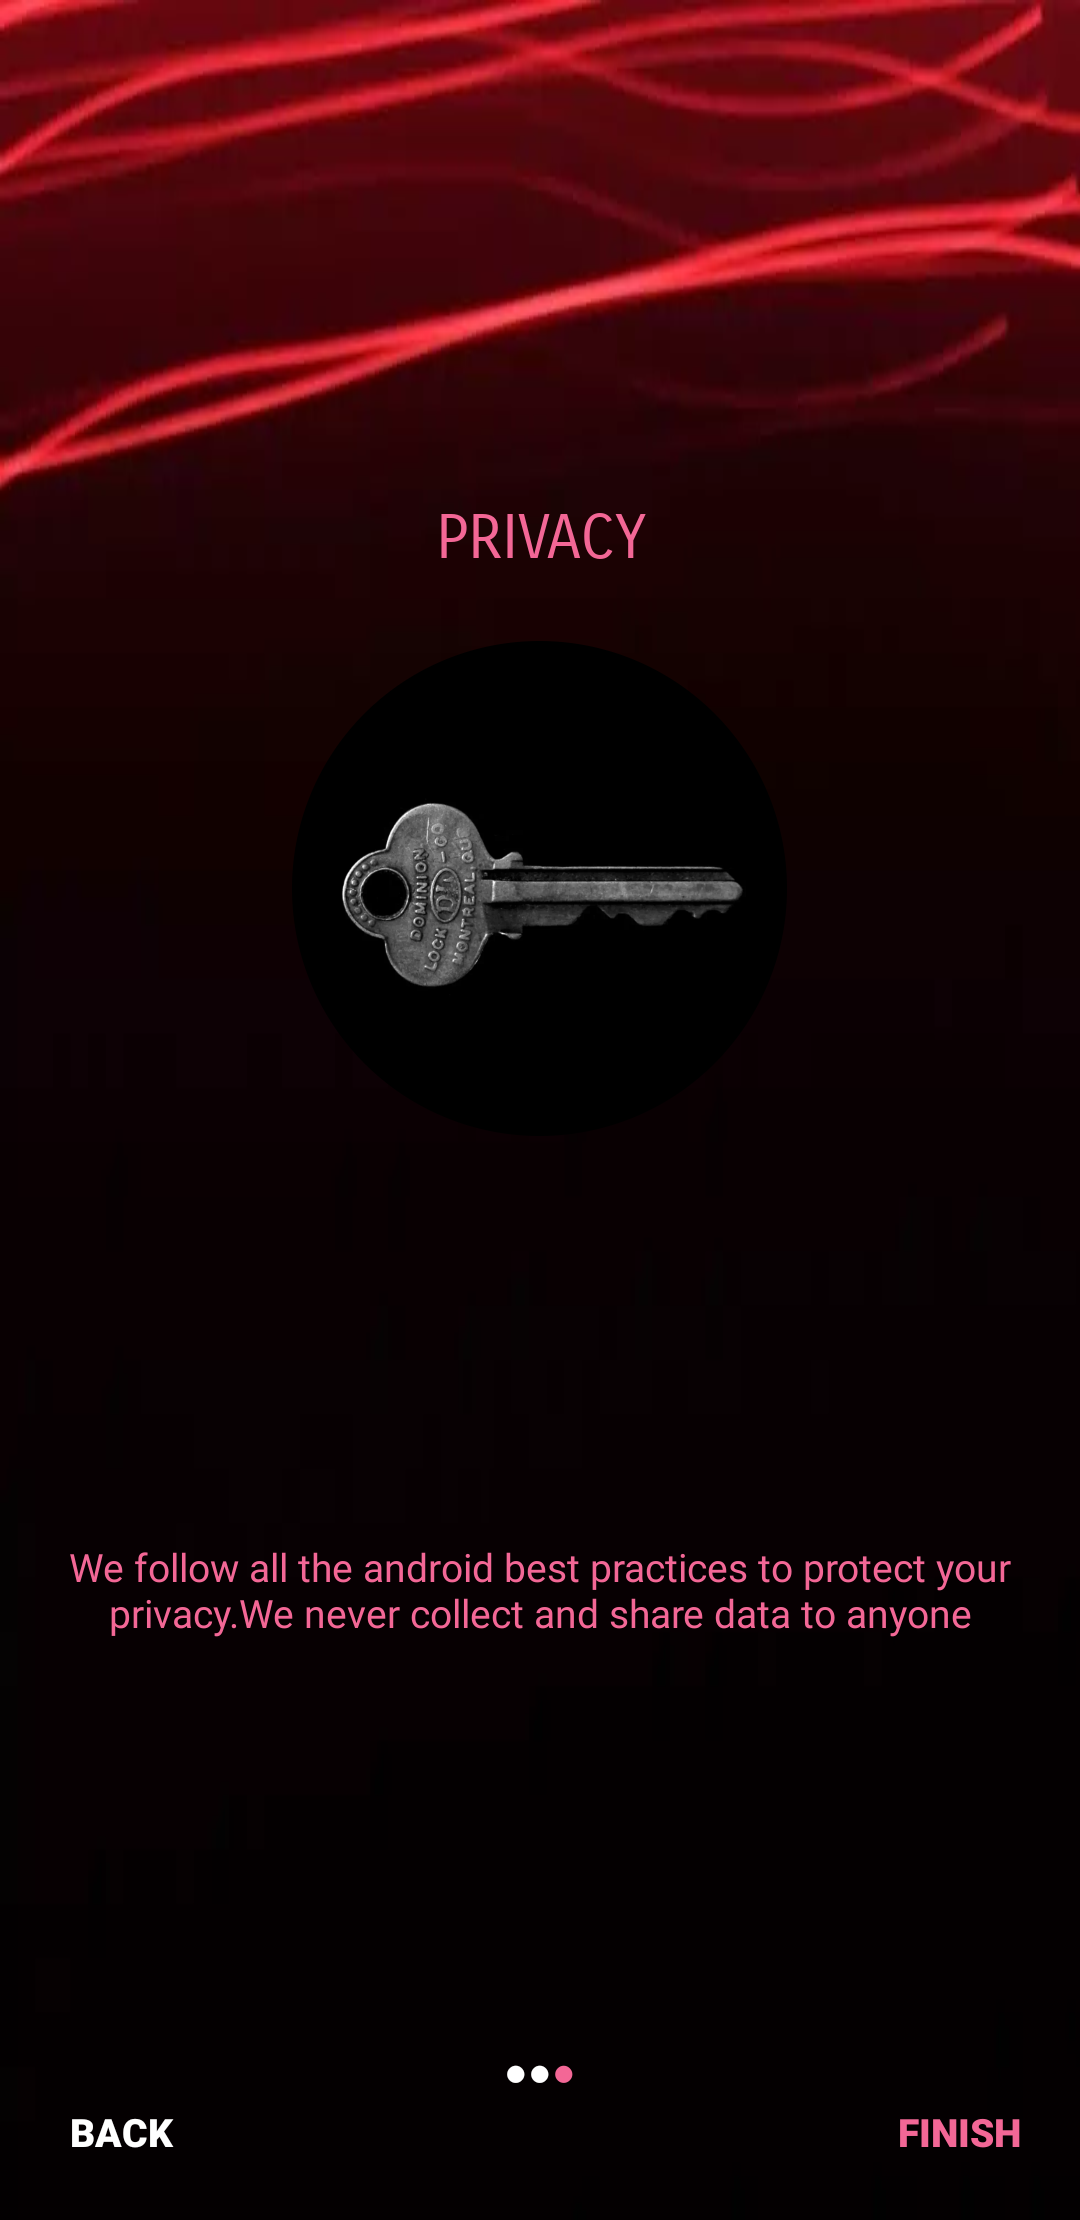 PRIVACY
DOMINION
LOCK DL -CO
MONTREAL.QUE
We follow all the android best practices to protect your
privacy.We never collect and share data to anyone
BACK
FINISH